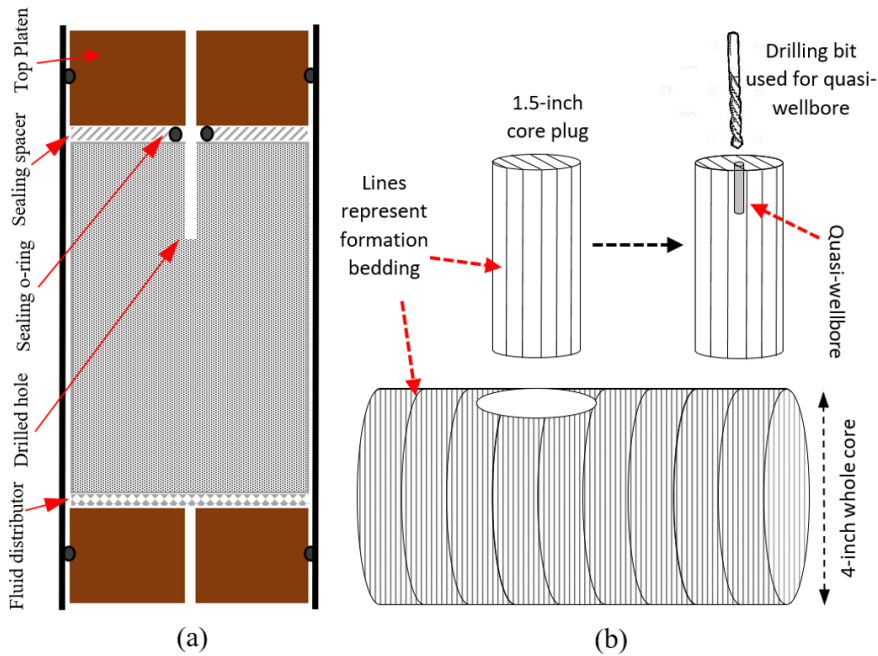 Top Platen
Sealing spacer
Sealing o-ring
Drilled hole
Fluid distributor
(a)
1.5-inch
core plug
Drilling bit
used for quasi-
wellbore
Lines
represent
formation
bedding
Quasi-wellbore
4-inch whole core
(b)